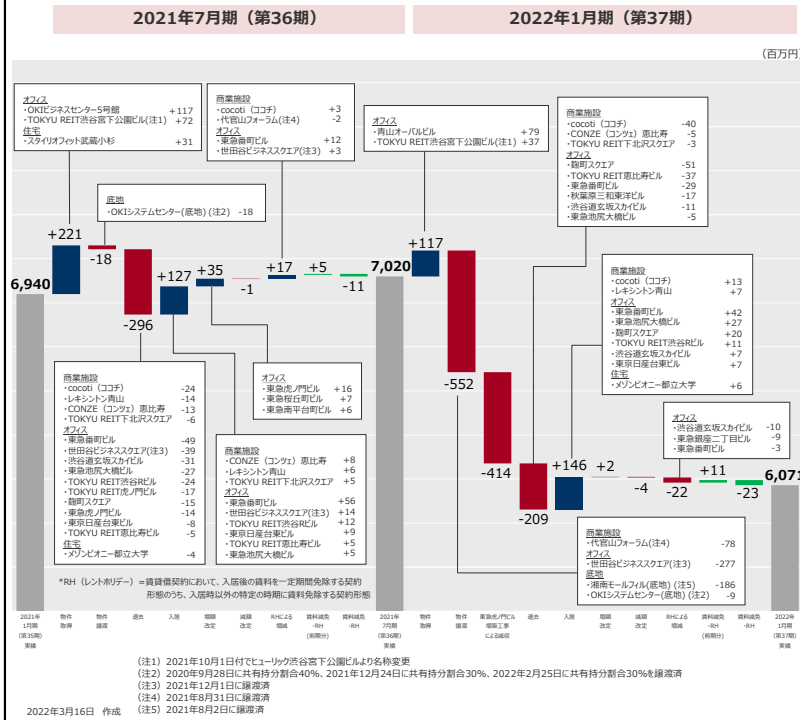 2021年7月期（第36期）
2022年1月期（第37期）
（百万円）
オフィス
・OKIビジネスセンター5号館 +117
・TOKYU REIT渋谷宮下公園ビル(注1) +72
住宅
・スタイリオフィット武蔵小杉 +31
底地
・OKIシステムセンター(底地) (注2) -18
商業施設
・cocoti（ココチ） +3
・代官山フォーラム(注4) -2
オフィス
・東急番町ビル +12
・世田谷ビジネススクエア(注3) +3
オフィス
・青山オーバルビル +79
・TOKYU REIT渋谷宮下公園ビル(注1) +37
商業施設
・cocoti（ココチ） -40
・CONZE（コンツェ）恵比寿 -5
・TOKYU REIT下北沢スクエア -3
オフィス
・麹町スクエア -51
・TOKYU REIT恵比寿ビル -37
・東急番町ビル -29
・秋葉原三和東洋ビル -17
・渋谷道玄坂スカイビル -11
・東急池尻大橋ビル -5
6,940
+221
-18
-296
+127
+35
-1
+17
+5
-11
7,020
+117
-552
-414
-209
+146
+2
-4
-22
+11
-23
6,071
商業施設
・cocoti（ココチ） -24
・レキシントン青山 -14
・CONZE（コンツェ）恵比寿 -13
・TOKYU REIT下北沢スクエア -6
オフィス
・東急番町ビル -49
・世田谷ビジネススクエア(注3) -39
・渋谷道玄坂スカイビル -31
・東急池尻大橋ビル -27
・TOKYU REIT渋谷Rビル -24
・TOKYU REIT虎ノ門ビル -17
・麹町スクエア -15
・東急虎ノ門ビル -14
・東京日産台東ビル -8
・TOKYU REIT恵比寿ビル -5
住宅
・メゾンピオニー都立大学 -4
オフィス
・東急虎ノ門ビル +16
・東急桜丘町ビル +7
・東急南平台町ビル +6
商業施設
・CONZE（コンツェ）恵比寿 +8
・レキシントン青山 +6
・TOKYU REIT下北沢スクエア +5
オフィス
・東急番町ビル +56
・世田谷ビジネススクエア(注3) +14
・TOKYU REIT渋谷Rビル +12
・東京日産台東ビル +9
・TOKYU REIT恵比寿ビル +5
・東急池尻大橋ビル +5
商業施設
・cocoti（ココチ） +13
・レキシントン青山 +7
オフィス
・東急番町ビル +42
・東急池尻大橋ビル +27
・麹町スクエア +20
・TOKYU REIT渋谷Rビル +11
・渋谷道玄坂スカイビル +7
・東京日産台東ビル +7
住宅
・メゾンピオニー都立大学 +6
オフィス
・渋谷道玄坂スカイビル -10
・東急銀座二丁目ビル -9
・東急番町ビル -3
商業施設
・代官山フォーラム(注4) -78
オフィス
・世田谷ビジネススクエア(注3) -277
底地
・湘南モールフィル(底地) (注5) -186
・OKIシステムセンター(底地) (注2) -9
*RH（レントホリデー）＝賃貸借契約において、入居後の賃料を一定期間免除する契約
形態のうち、入居時以外の特定の時期に賃料免除する契約形態
2021年
1月期
(第35期)
実績
物件
取得
物件
譲渡
退去
入居
増額
改定
減額
改定
RHによる
増減
賃料減免
・RH
(前期分)
賃料減免
・RH
2021年
7月期
(第36期)
実績
物件
取得
物件
譲渡
東急虎ノ門ビル
増築工事
による減収
退去
入居
増額
改定
減額
改定
RHによる
増減
賃料減免
・RH
(前期分)
賃料減免
・RH
2022年
1月期
(第37期)
実績
（注1）2021年10月1日付でヒューリック渋谷宮下公園ビルより名称変更
（注2）2020年9月28日に共有持分割合40%、2021年12月24日に共有持分割合30%、2022年2月25日に共有持分割合30%を譲渡済
（注3）2021年12月1日に譲渡済
（注4）2021年8月31日に譲渡済
（注5）2021年8月2日に譲渡済
2022年3月16日 作成